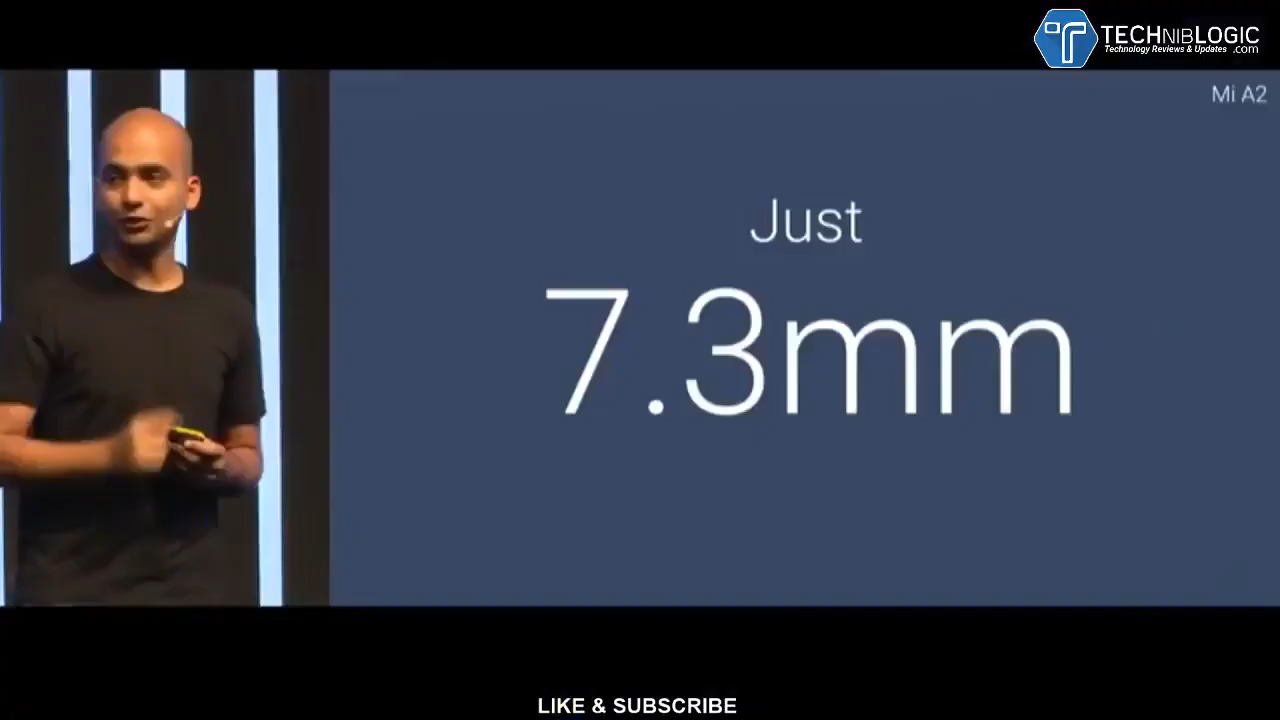 TECHNIBLOGIC
Technology Reviews & Updates .com
Mi A2
Just
7.3mm
LIKE & SUBSCRIBE